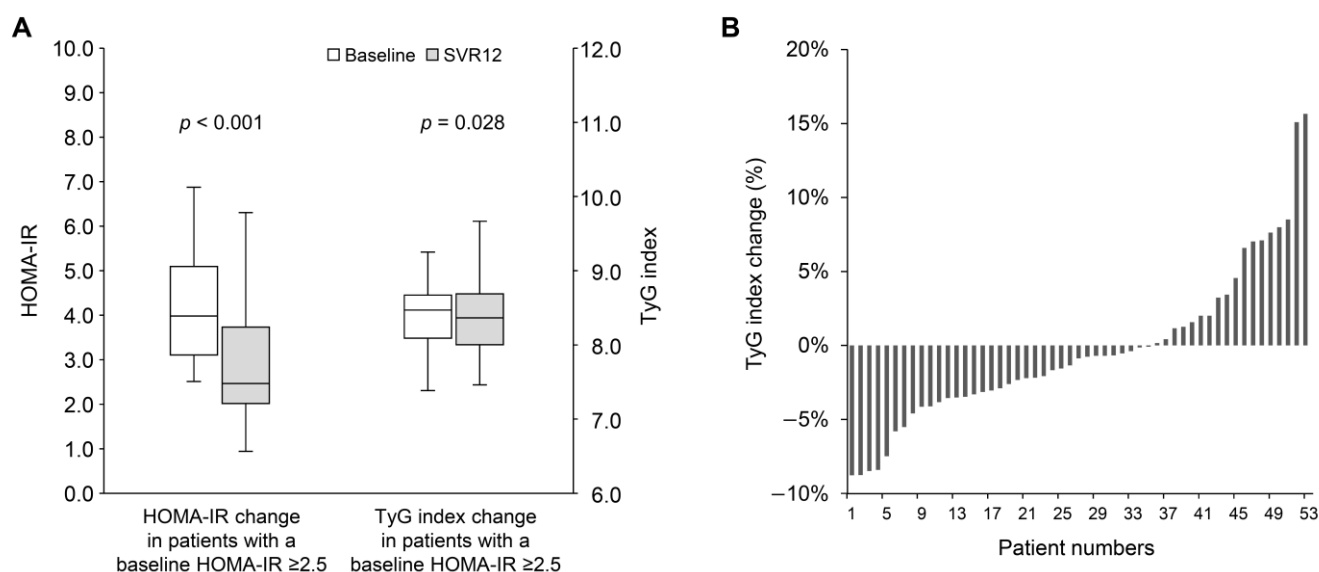 A
10.0
9.0
8.0
7.0
6.0
5.0
4.0
3.0
2.0
1.0
0.0
HOMA-IR
Baseline SVR12
p < 0.001
p = 0.028
12.0
11.0
10.0
9.0
8.0
7.0
6.0
TyG index
HOMA-IR change
in patients with a
baseline HOMA-IR ≥2.5
TyG index change
in patients with a
baseline HOMA-IR ≥2.5
B
20%
15%
10%
5%
0%
−5%
−10%
TyG index change (%)
1 5 9 13 17 21 25 29 33 37 41 45 49 53
Patient numbers